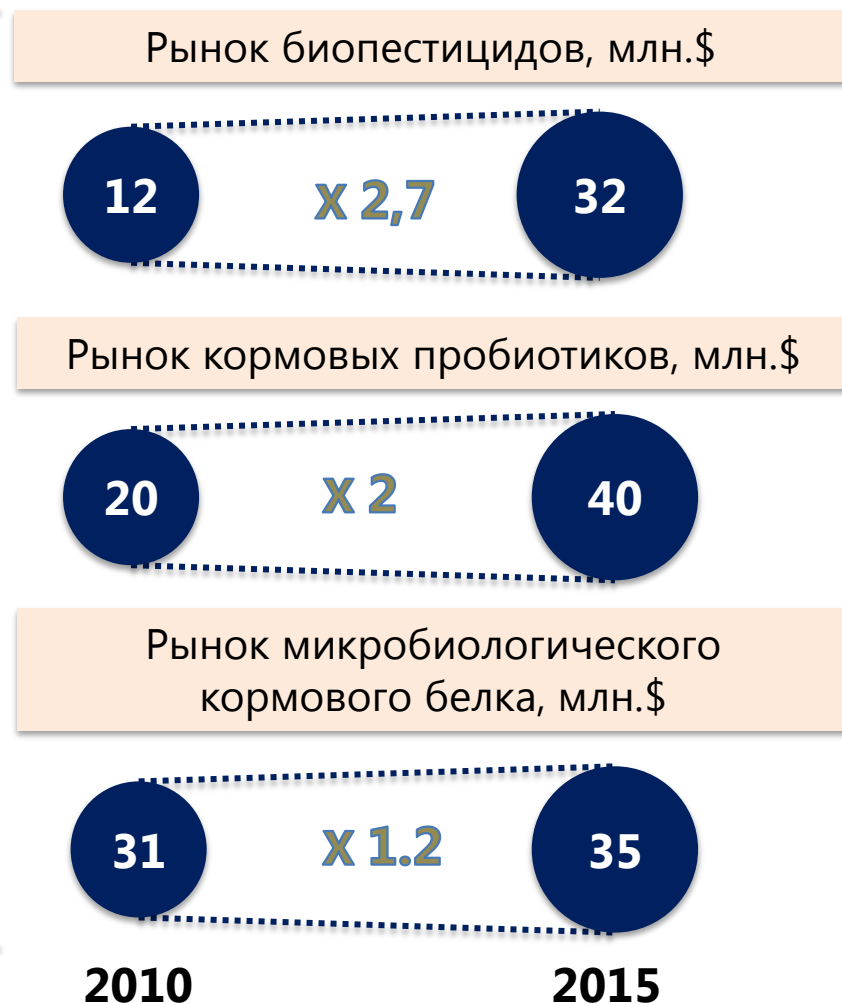 Рынок биопестицидов, млн.$
12 X 2,7 32
Рынок кормовых пробиотиков, млн.$
20 X 2 40
Рынок микробиологического
кормового белка, млн.$
31 X 1.2 35
2010 2015